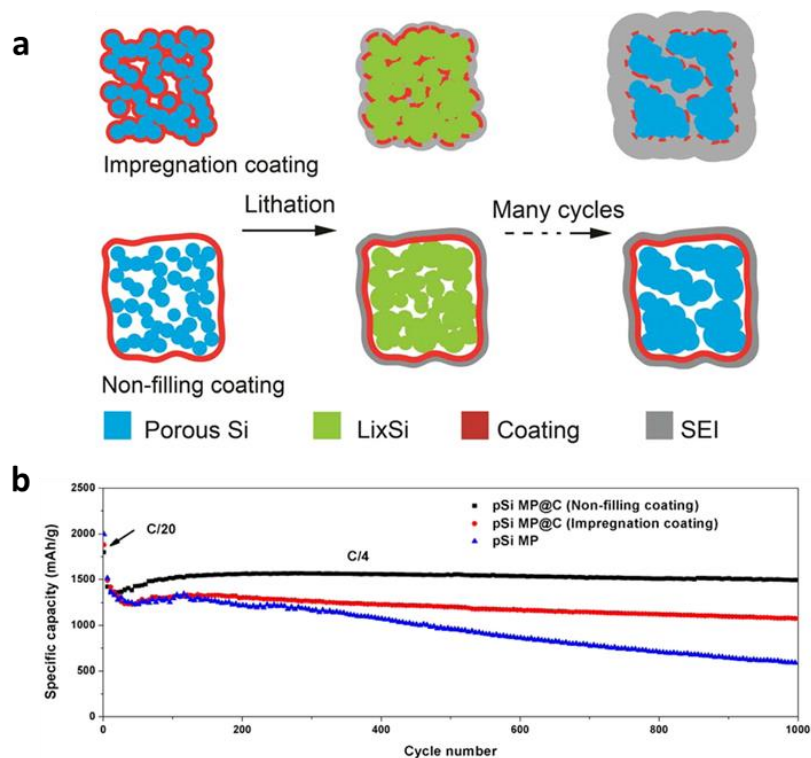 a
Impregnation coating
Lithation
Many cycles
Non-filling coating
Porous Si
LixSi
Coating
SEI
b
2500
2000
1500
1000
500
0
Specific capacity (mAh/g)
C/20
C/4
pSi MP@C (Non-filling coating)
pSi MP@C (Impregnation coating)
pSi MP
0
200
400
600
800
1000
Cycle number